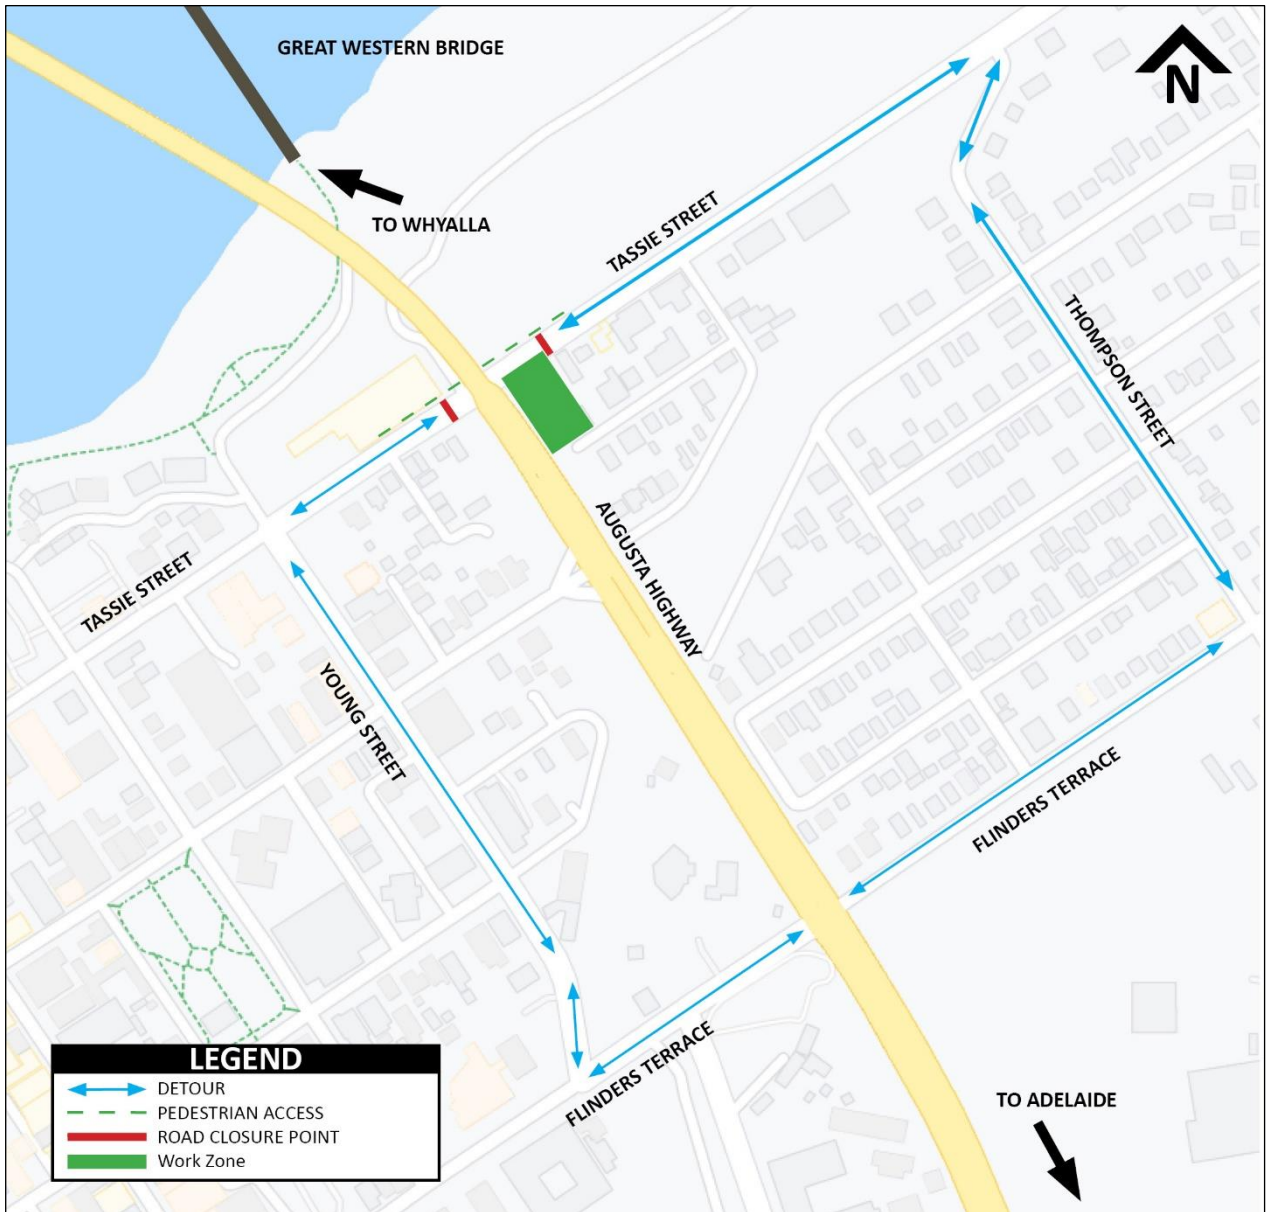 GREAT WESTERN BRIDGE
N
TO WHYALLA
TASSIE STREET
THOMPSON STREET
AUGUSTA HIGHWAY
TASSIE STREET
YOUNG STREET
FLINDERS TERRACE
FLINDERS TERRACE
TO ADELAIDE
LEGEND
DETOUR
PEDESTRIAN ACCESS
ROAD CLOSURE POINT
Work Zone